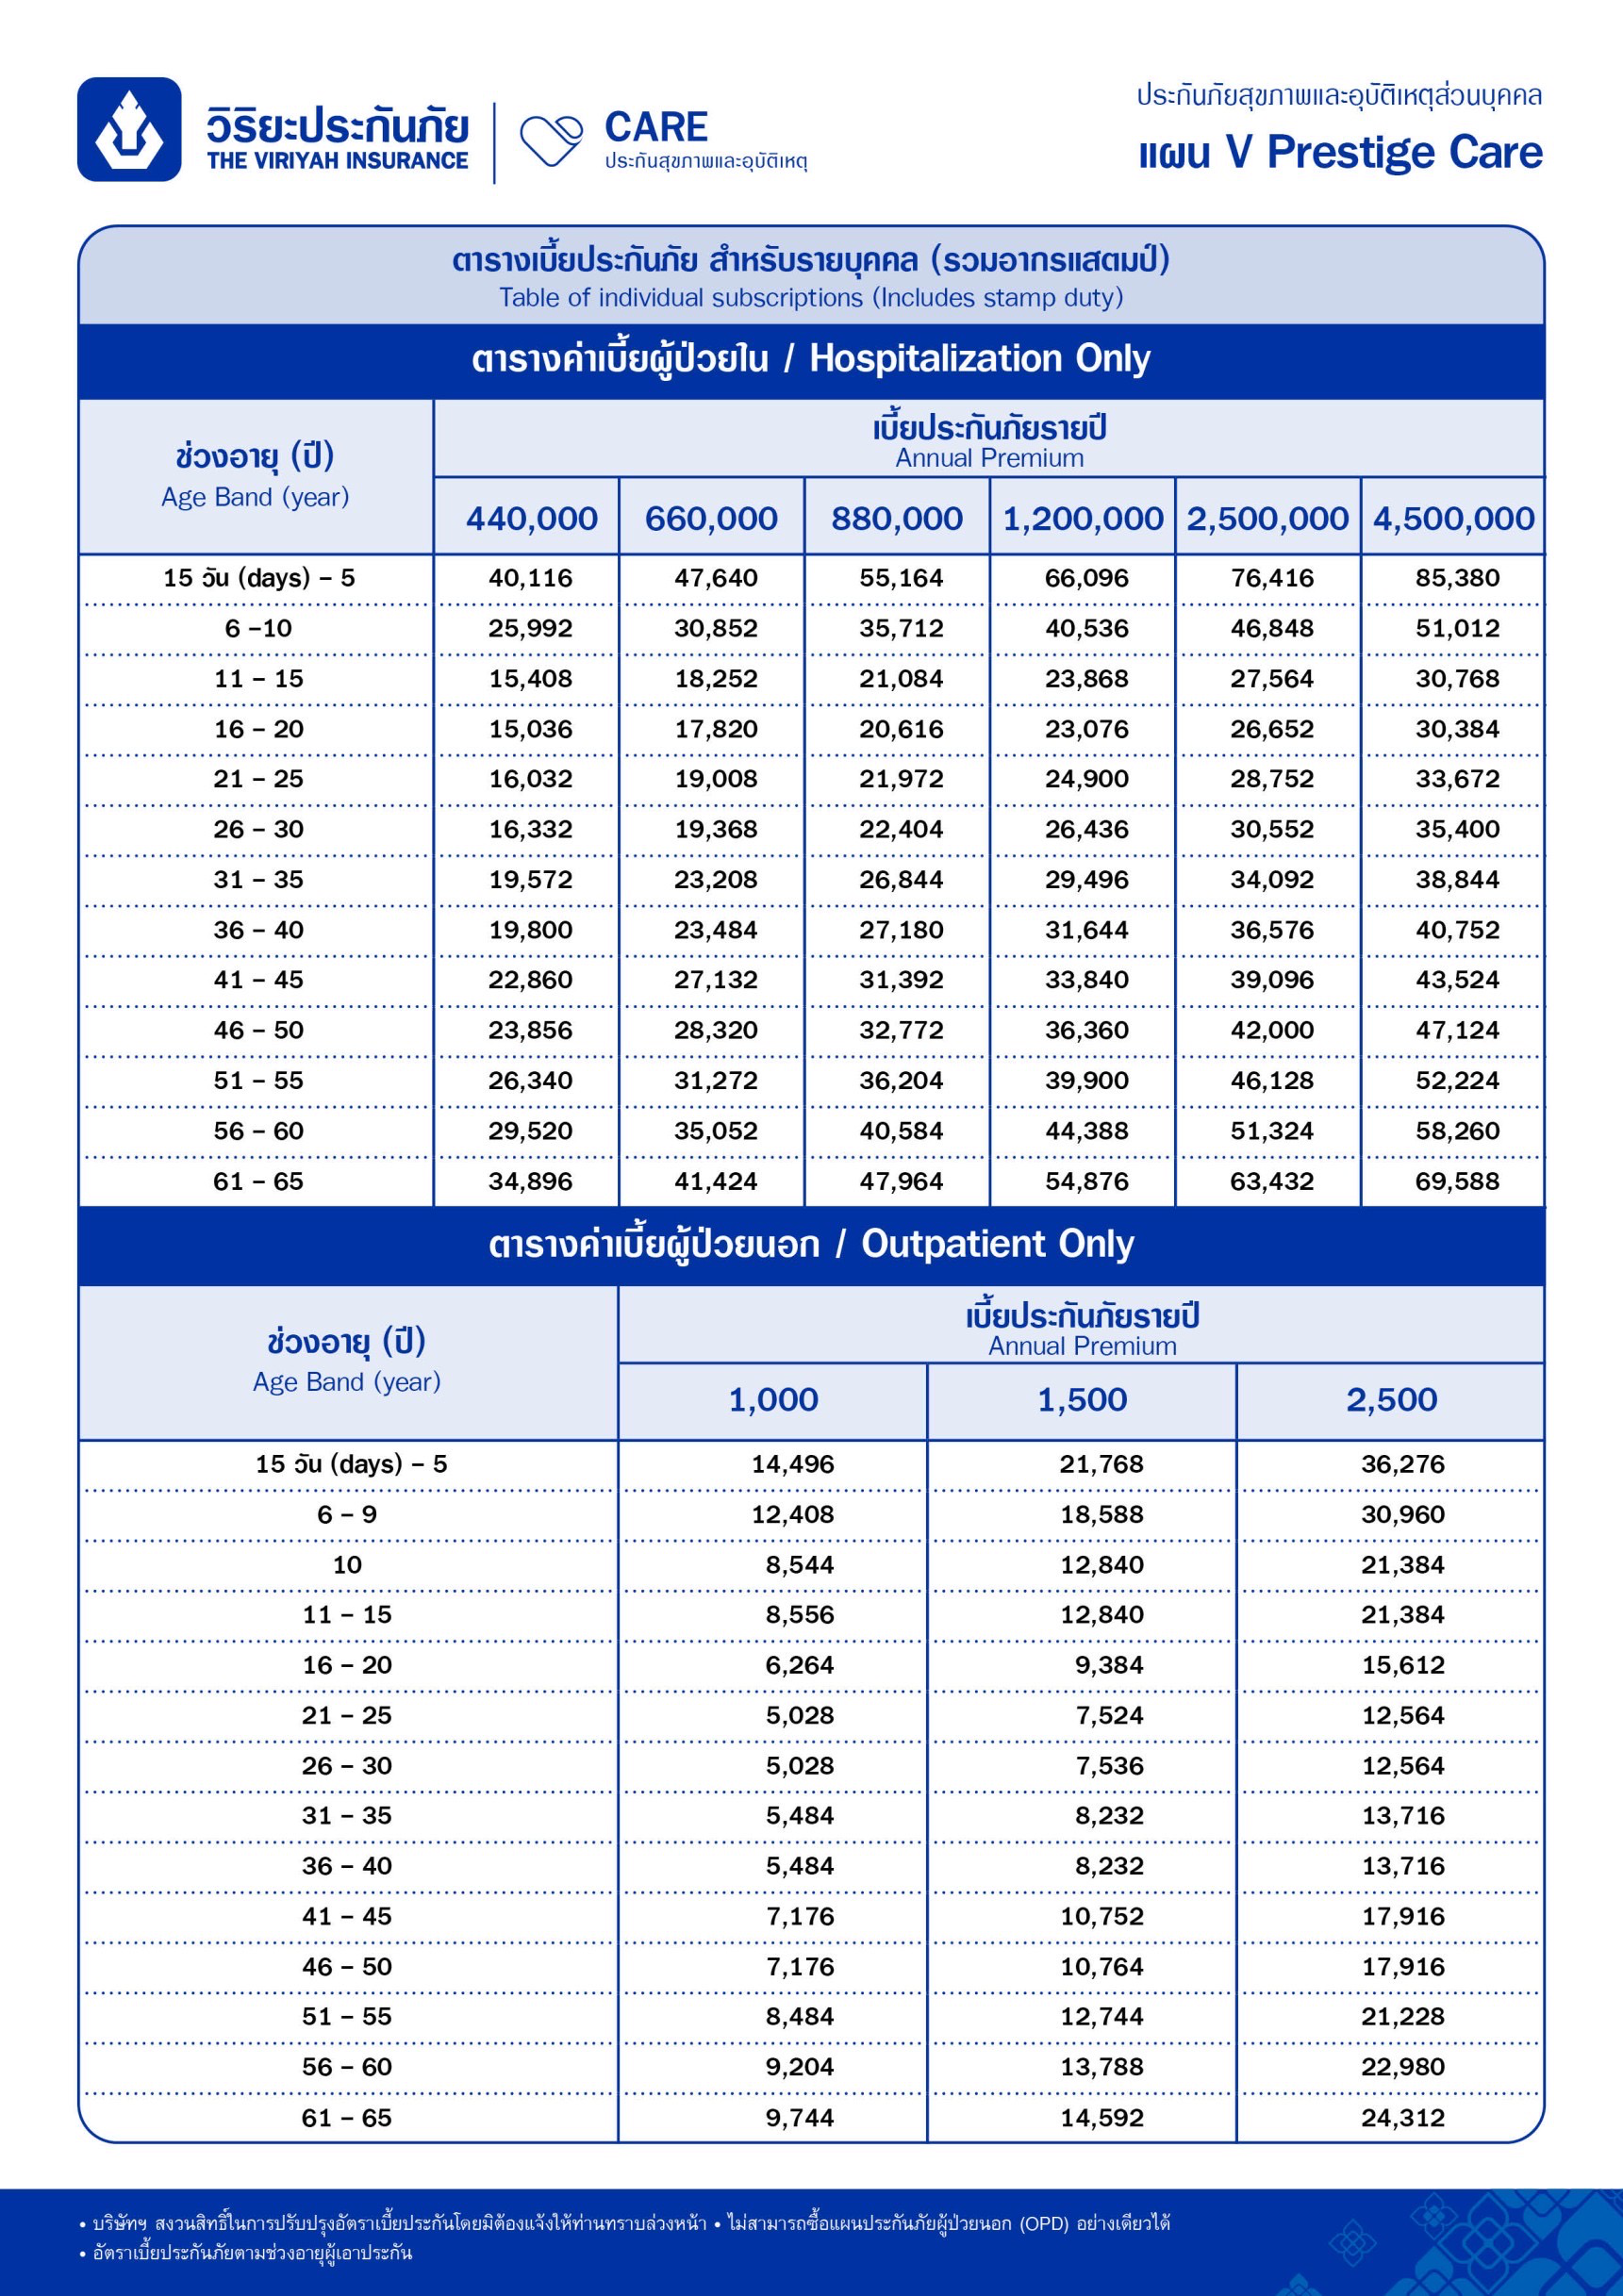 วิริยะประกันภัย
THE VIRIYAH INSURANCE
CARE
ประกันสุขภาพและอุบัติเหตุ
ประกันภัยสุขภาพและอุบัติเหตุส่วนบุคคล
แผน V Prestige Care
ตารางเบี้ยประกันภัย สำหรับรายบุคคล (รวมอากรแสตมป์)
Table of individual subscriptions (Includes stamp duty)
ตารางค่าเบี้ยผู้ป่วยใน / Hospitalization Only
ช่วงอายุ (ปี)
Age Band (year)
เบี้ยประกันภัยรายปี
Annual Premium
440,000 660,000 880,000 1,200,000 2,500,000 4,500,000
15 วัน (days) – 5 40,116 47,640 55,164 66,096 76,416 85,380
6 –10 25,992 30,852 35,712 40,536 46,848 51,012
11 – 15 15,408 18,252 21,084 23,868 27,564 30,768
16 – 20 15,036 17,820 20,616 23,076 26,652 30,384
21 – 25 16,032 19,008 21,972 24,900 28,752 33,672
26 – 30 16,332 19,368 22,404 26,436 30,552 35,400
31 – 35 19,572 23,208 26,844 29,496 34,092 38,844
36 – 40 19,800 23,484 27,180 31,644 36,576 40,752
41 – 45 22,860 27,132 31,392 33,840 39,096 43,524
46 – 50 23,856 28,320 32,772 36,360 42,000 47,124
51 – 55 26,340 31,272 36,204 39,900 46,128 52,224
56 – 60 29,520 35,052 40,584 44,388 51,324 58,260
61 – 65 34,896 41,424 47,964 54,876 63,432 69,588
ตารางค่าเบี้ยผู้ป่วยนอก / Outpatient Only
ช่วงอายุ (ปี)
Age Band (year)
เบี้ยประกันภัยรายปี
Annual Premium
1,000 1,500 2,500
15 วัน (days) – 5 14,496 21,768 36,276
6 – 9 12,408 18,588 30,960
10 8,544 12,840 21,384
11 – 15 8,556 12,840 21,384
16 – 20 6,264 9,384 15,612
21 – 25 5,028 7,524 12,564
26 – 30 5,028 7,536 12,564
31 – 35 5,484 8,232 13,716
36 – 40 5,484 8,232 13,716
41 – 45 7,176 10,752 17,916
46 – 50 7,176 10,764 17,916
51 – 55 8,484 12,744 21,228
56 – 60 9,204 13,788 22,980
61 – 65 9,744 14,592 24,312
• บริษัทฯ สงวนสิทธิ์ในการปรับปรุงอัตราเบี้ยประกันโดยมิต้องแจ้งให้ท่านทราบล่วงหน้า • ไม่สามารถซื้อแผนประกันภัยผู้ป่วยนอก (OPD) อย่างเดียวได้
• อัตราเบี้ยประกันภัยตามช่วงอายุผู้เอาประกัน